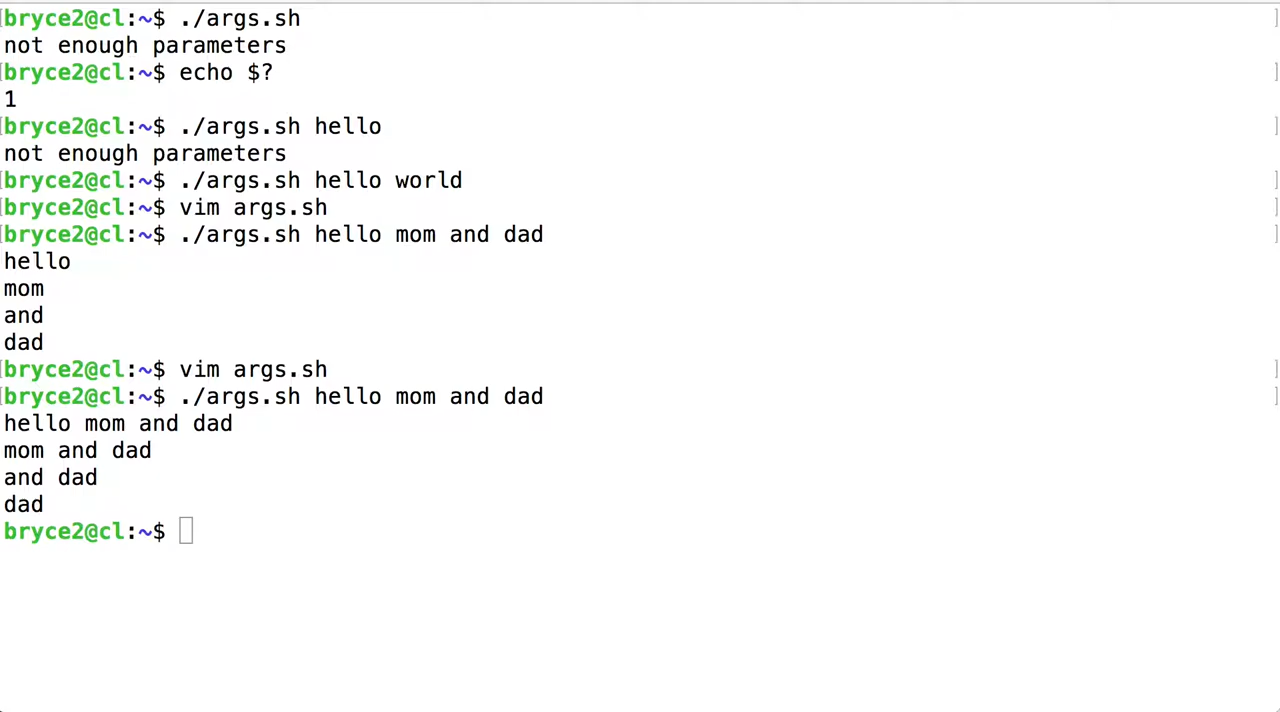 [bryce2@cl:~$ ./args.sh ]
not enough parameters
[bryce2@cl:~$ echo $? ]
1
[bryce2@cl:~$ ./args.sh hello ]
not enough parameters
[bryce2@cl:~$ ./args.sh hello world ]
[bryce2@cl:~$ vim args.sh ]
[bryce2@cl:~$ ./args.sh hello mom and dad ]
hello
mom
and
dad
[bryce2@cl:~$ vim args.sh ]
[bryce2@cl:~$ ./args.sh hello mom and dad ]
hello mom and dad
mom and dad
and dad
dad
bryce2@cl:~$